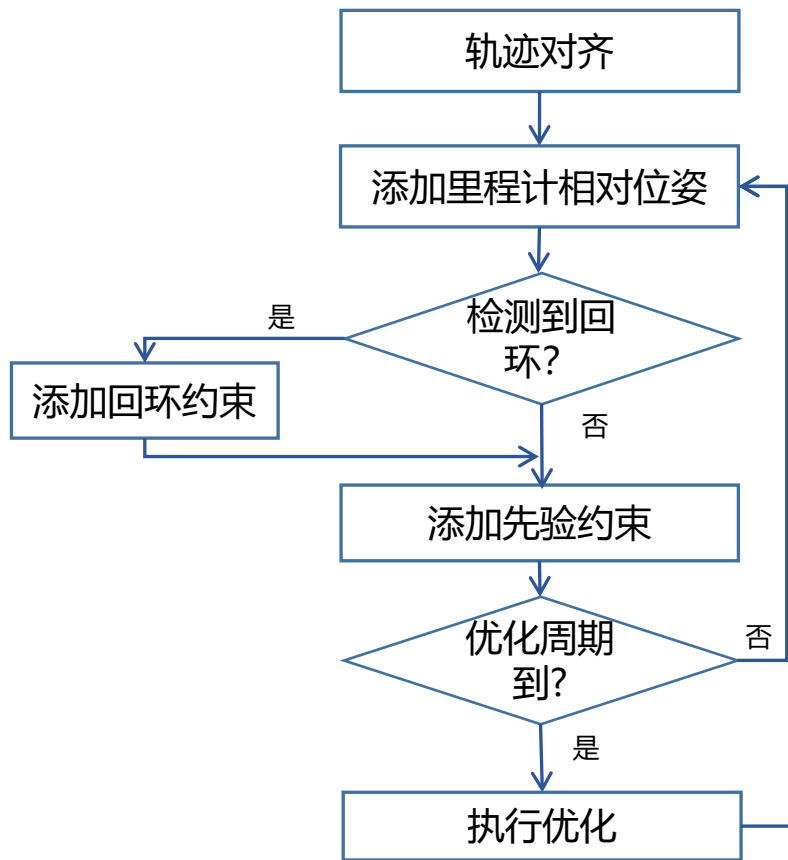 轨迹对齐
添加里程计相对位姿
检测到回
环?
是
添加回环约束
否
添加先验约束
优化周期
到?
否
是
执行优化